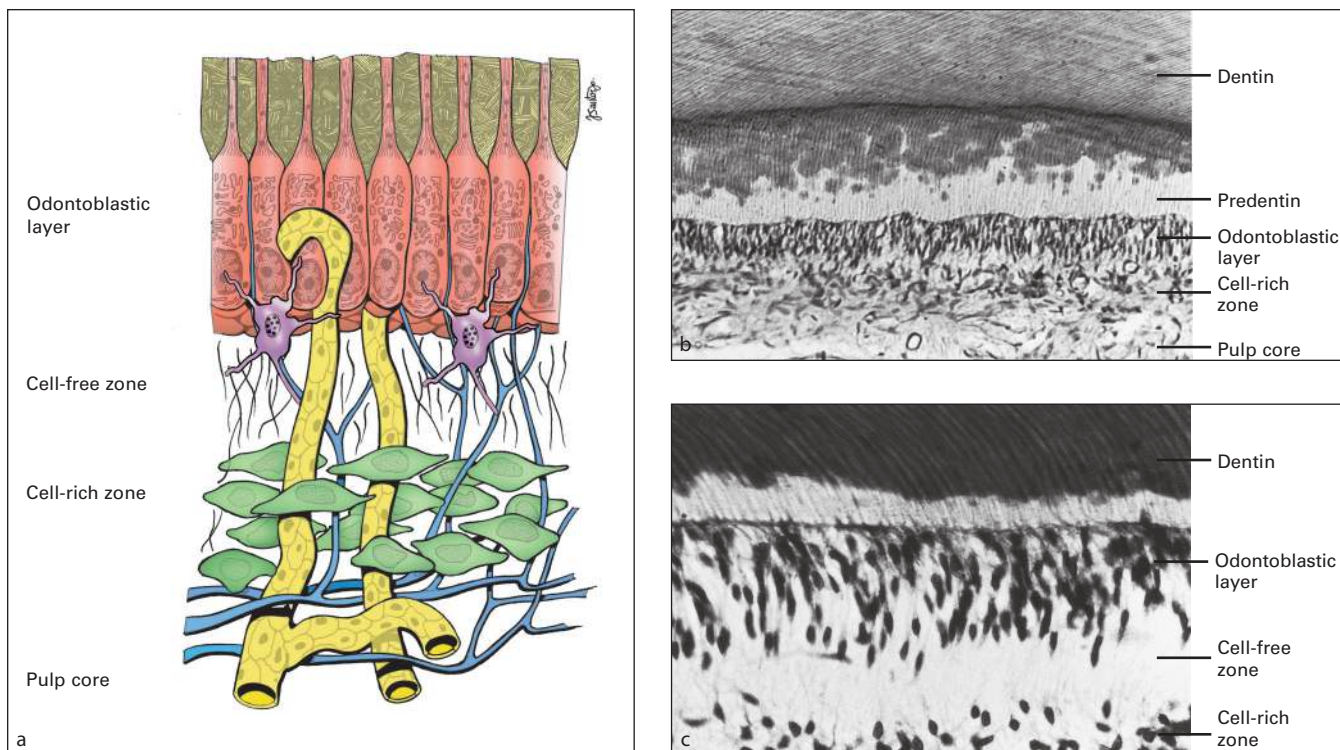 Odontoblastic
layer
Cell-free zone
Cell-rich zone
Pulp core
a
Dentin
Predentin
Odontoblastic
layer
Cell-rich
zone
Pulp core
b
Dentin
Odontoblastic
layer
Cell-free
zone
Cell-rich
zone
c